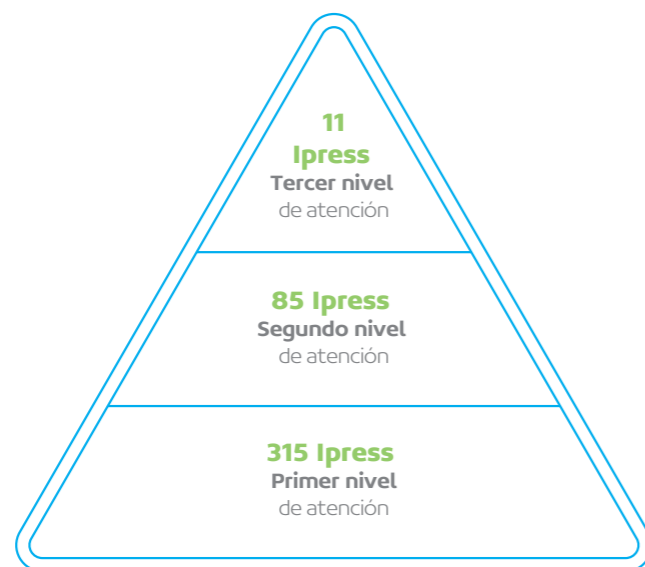 11
Ipress
Tercer nivel
de atención
85 Ipress
Segundo nivel
de atención
315 Ipress
Primer nivel
de atención